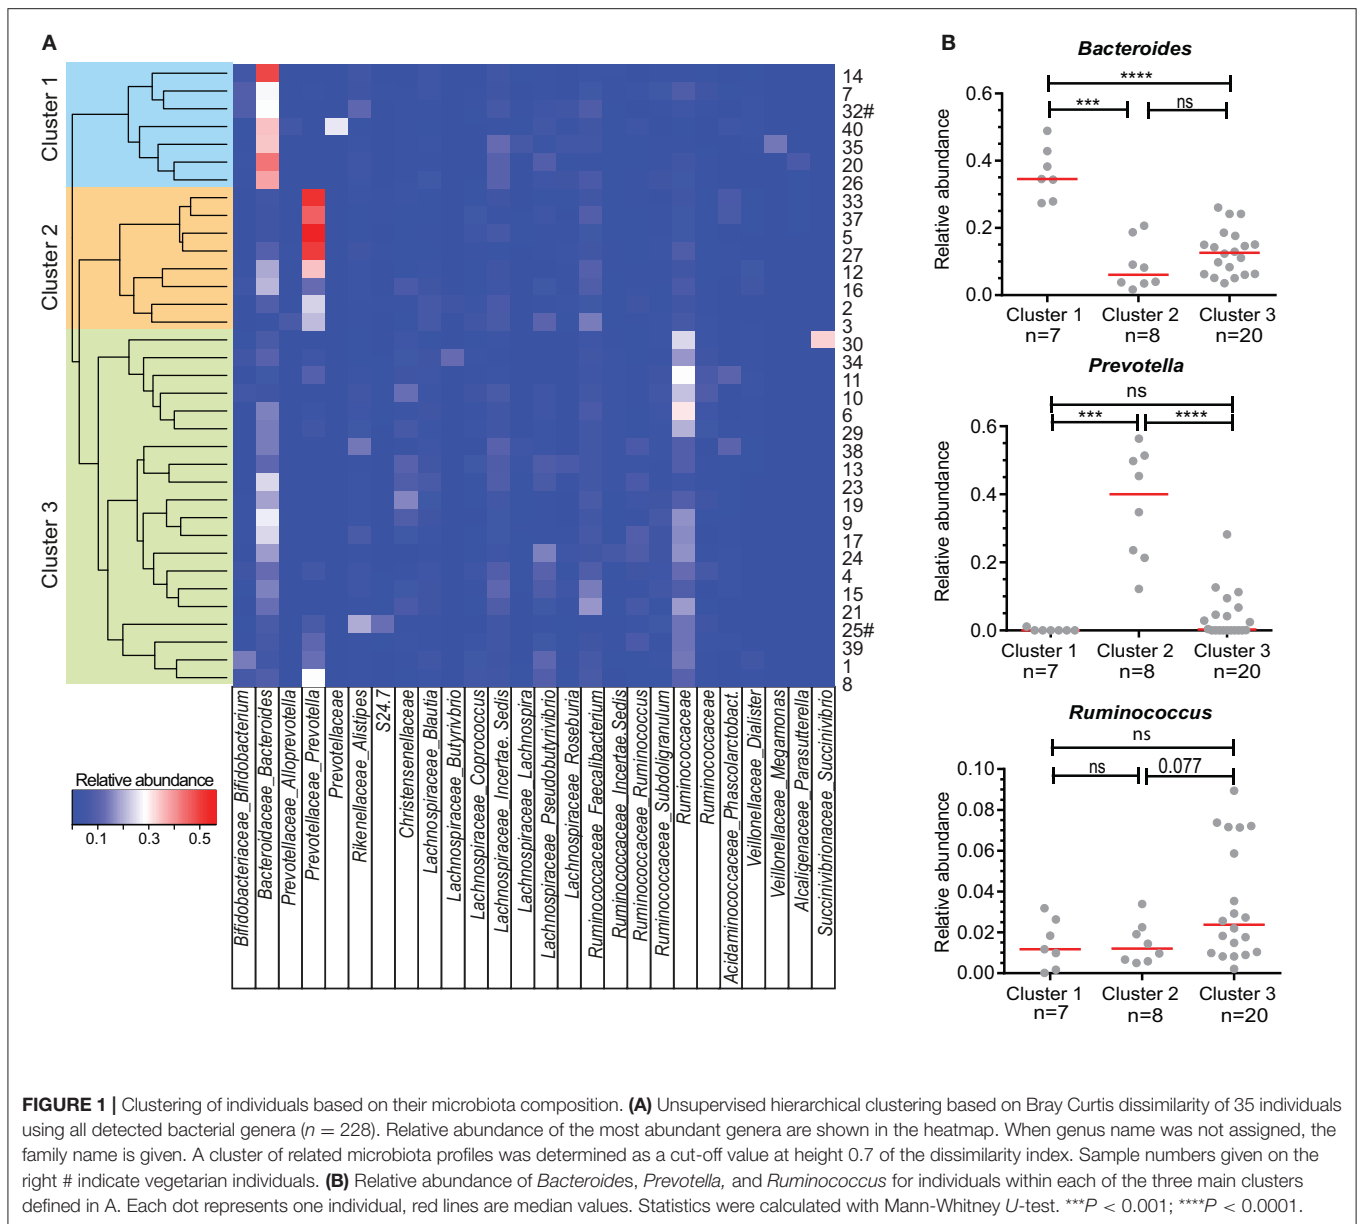 A
Cluster 1
Cluster 2
Cluster 3
14
7
32#
40
35
20
26
33
37
5
27
12
16
2
3
30
34
11
10
6
29
38
13
23
19
9
17
24
4
15
21
25#
39
1
8
Bifidobacteriaceae_Bifidobacterium
Bacteroidaceae_Bacteroides
Prevotellaceae_Alloprevotella
Prevotellaceae_Prevotella
Prevotellaceae
Rikenellaceae_Alistipes
S24.7
Christensenellaceae
Lachnospiraceae_Blautia
Lachnospiraceae_Butyrivbrio
Lachnospiraceae_Coprococcus
Lachnospiraceae_Incertae. Sedis
Lachnospiraceae_Lachnospira
Lachnospiraceae_Pseudobutyrivibrio
Lachnospiraceae_Roseburia
Ruminococcaceae_Faecalibacterium
Ruminococcaceae_Incertae.Sedis
Ruminococcaceae_Ruminococcus
Ruminococcaceae_Subdoligranulum
Ruminococcaceae
Ruminococcaceae
Acidaminococcaceae_Phascolarctobact.
Veillonellaceae_Dialister
Veillonellaceae_Megamonas
Alcaligenaceae_Parasutterella
Succinivibrionaceae_Succinivibrio
Relative abundance
0.1 0.3 0.5
B
Bacteroides
****
*** ns
Relative abundance
0.6
0.4
0.2
0.0
Cluster 1 Cluster 2 Cluster 3
n=7 n=8 n=20
Prevotella
ns
*** ****
Relative abundance
0.6
0.4
0.2
0.0
Cluster 1 Cluster 2 Cluster 3
n=7 n=8 n=20
Ruminococcus
ns
ns 0.077
Relative abundance
0.10
0.08
0.06
0.04
0.02
0.00
Cluster 1 Cluster 2 Cluster 3
n=7 n=8 n=20
FIGURE 1 | Clustering of individuals based on their microbiota composition. (A) Unsupervised hierarchical clustering based on Bray Curtis dissimilarity of 35 individuals
using all detected bacterial genera (n = 228). Relative abundance of the most abundant genera are shown in the heatmap. When genus name was not assigned, the
family name is given. A cluster of related microbiota profiles was determined as a cut-off value at height 0.7 of the dissimilarity index. Sample numbers given on the
right # indicate vegetarian individuals. (B) Relative abundance of Bacteroides, Prevotella, and Ruminococcus for individuals within each of the three main clusters
defined in A. Each dot represents one individual, red lines are median values. Statistics were calculated with Mann-Whitney U-test. ***P < 0.001; ****P < 0.0001.